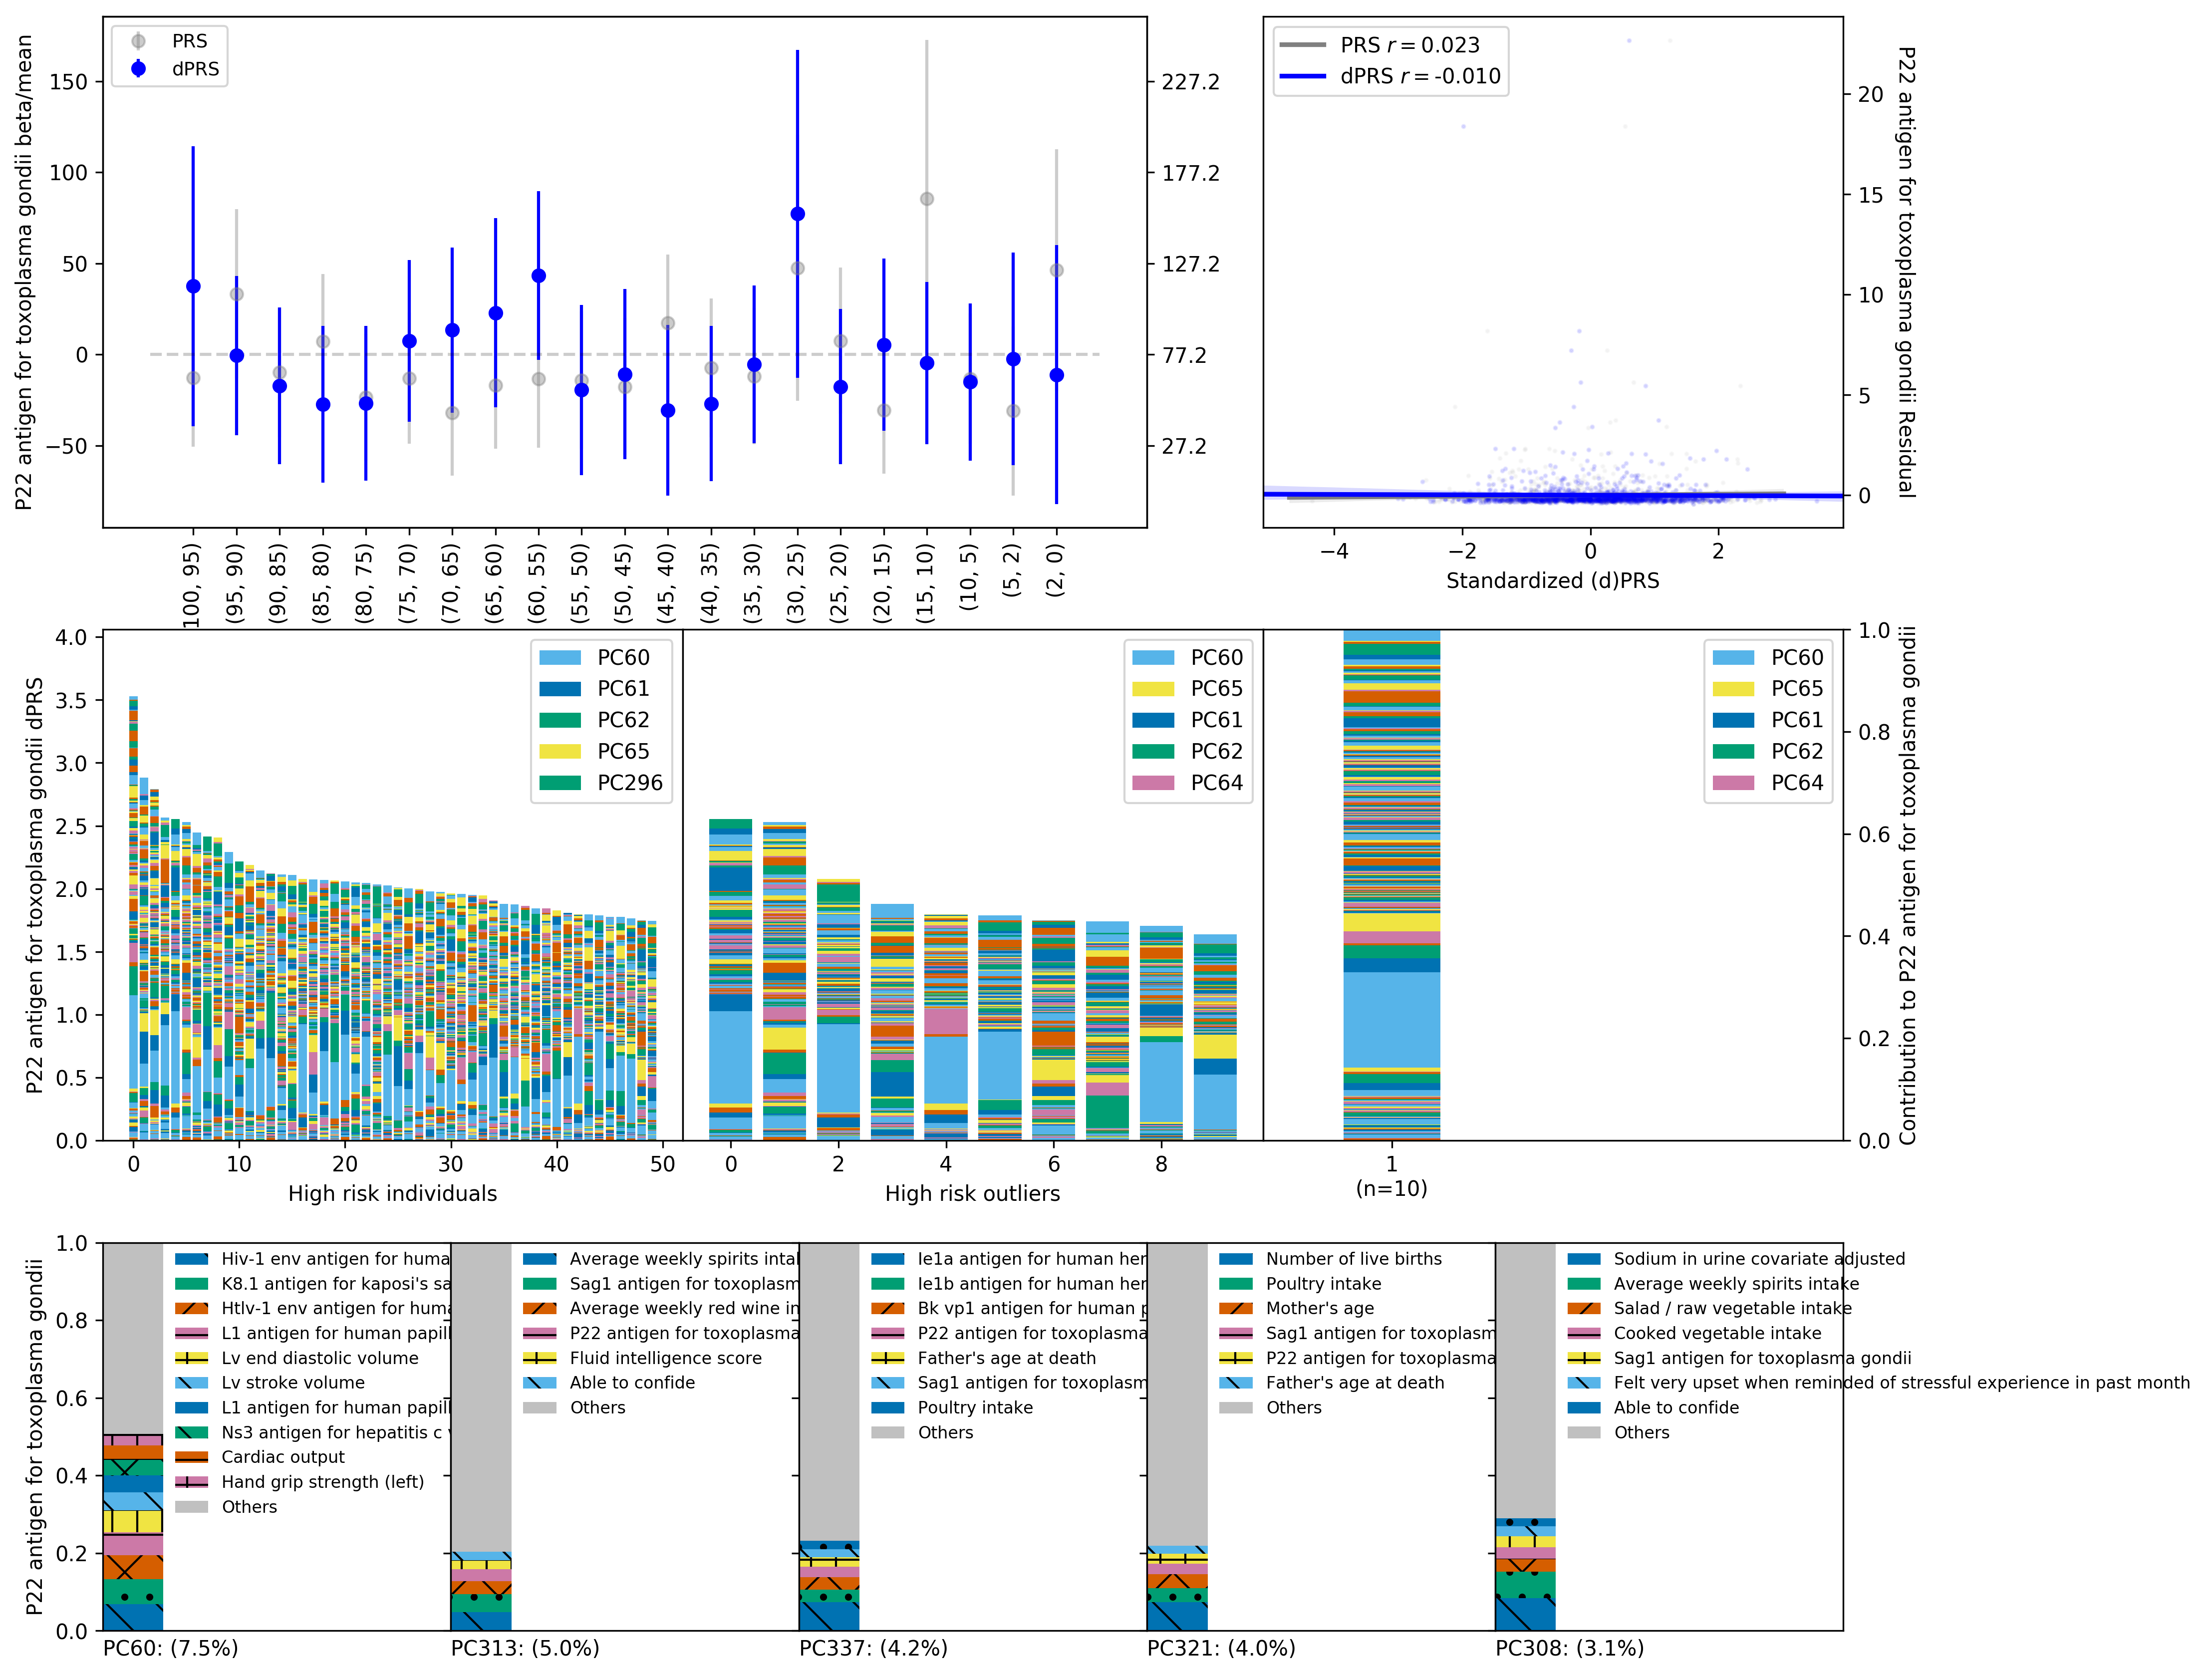 P22 antigen for toxoplasma gondii beta/mean
150
100
50
0
−50
PRS
dPRS
227.2
177.2
127.2
77.2
27.2
100, 95)
(95, 90)
(90, 85)
(85, 80)
(80, 75)
(75, 70)
(70, 65)
(65, 60)
(60, 55)
(55, 50)
(50, 45)
(45, 40)
(40, 35)
(35, 30)
(30, 25)
(25, 20)
(20, 15)
(15, 10)
(10, 5)
(5, 2)
(2, 0)
PRS r = 0.023
dPRS r = -0.010
20
15
10
5
0
P22 antigen for toxoplasma gondii Residual
−4
−2
0
2
Standardized (d)PRS
P22 antigen for toxoplasma gondii dPRS
4.0
3.5
3.0
2.5
2.0
1.5
1.0
0.5
0.0
PC60
PC61
PC62
PC65
PC296
0
10
20
30
40
50
High risk individuals
PC60
PC65
PC61
PC62
PC64
0
2
4
6
8
High risk outliers
PC60
PC65
PC61
PC62
PC64
1
(n=10)
1.0
0.8
0.6
0.4
0.2
0.0
Contribution to P22 antigen for toxoplasma gondii
P22 antigen for toxoplasma gondii
1.0
0.8
0.6
0.4
0.2
0.0
Hiv-1 env antigen for huma
K8.1 antigen for kaposi's sa
Htlv-1 env antigen for huma
L1 antigen for human papill
Lv end diastolic volume
Lv stroke volume
L1 antigen for human papill
Ns3 antigen for hepatitis c v
Cardiac output
Hand grip strength (left)
Others
PC60: (7.5%)
Average weekly spirits intal
Sag1 antigen for toxoplasm
Average weekly red wine in
P22 antigen for toxoplasma
Fluid intelligence score
Able to confide
Others
PC313: (5.0%)
Ie1a antigen for human her
Ie1b antigen for human her
Bk vp1 antigen for human p
P22 antigen for toxoplasma
Father's age at death
Sag1 antigen for toxoplasm
Poultry intake
Others
PC337: (4.2%)
Number of live births
Poultry intake
Mother's age
Sag1 antigen for toxoplasm
P22 antigen for toxoplasma
Father's age at death
Others
PC321: (4.0%)
Sodium in urine covariate adjusted
Average weekly spirits intake
Salad / raw vegetable intake
Cooked vegetable intake
Sag1 antigen for toxoplasma gondii
Felt very upset when reminded of stressful experience in past month
Able to confide
Others
PC308: (3.1%)